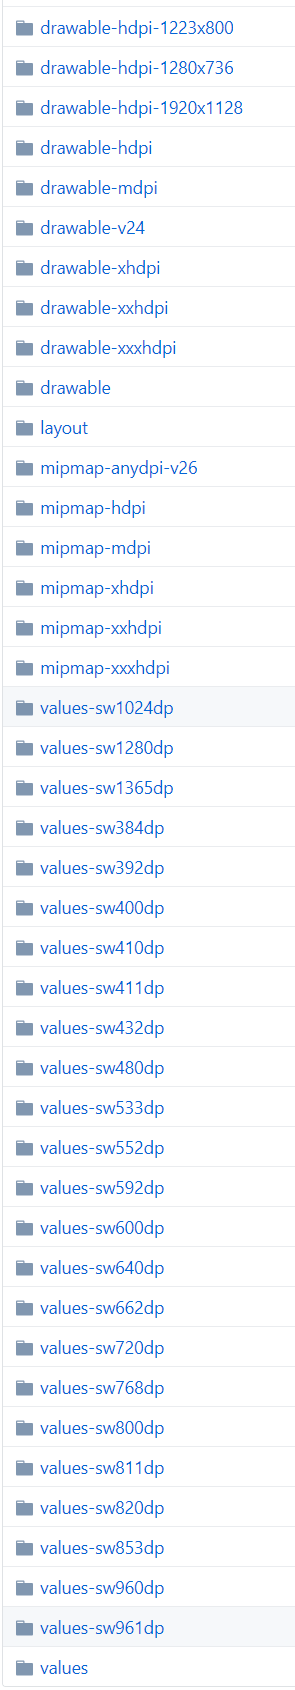 drawable-hdpi-1223x800
drawable-hdpi-1280x736
drawable-hdpi-1920x1128
drawable-hdpi
drawable-mdpi
drawable-v24
drawable-xhdpi
drawable-xxhdpi
drawable-xxxhdpi
drawable
layout
mipmap-anydpi-v26
mipmap-hdpi
mipmap-mdpi
mipmap-xhdpi
mipmap-xxhdpi
mipmap-xxxhdpi
values-sw1024dp
values-sw1280dp
values-sw1365dp
values-sw384dp
values-sw392dp
values-sw400dp
values-sw410dp
values-sw411dp
values-sw432dp
values-sw480dp
values-sw533dp
values-sw552dp
values-sw592dp
values-sw600dp
values-sw640dp
values-sw662dp
values-sw720dp
values-sw768dp
values-sw800dp
values-sw811dp
values-sw820dp
values-sw853dp
values-sw960dp
values-sw961dp
values